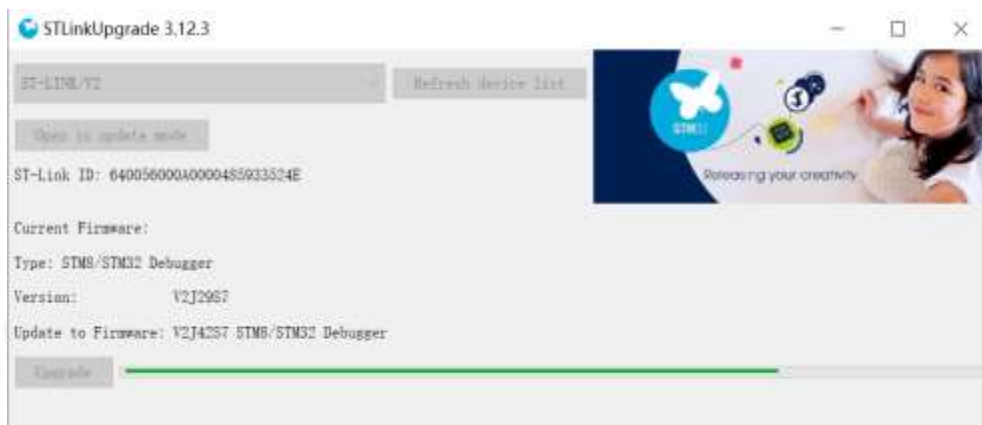 STLinkUpgrade 3.12.3
ST-LINK/V2
Refresh device list
Open in update mode
STM32
Releasing your creativity
ST-Link ID: 640056000A0000485933524E
Current Firmware:
Type: STM8/STM32 Debugger
Version: V2J29S7
Update to Firmware: V2J42S7 STM8/STM32 Debugger
Upgrade